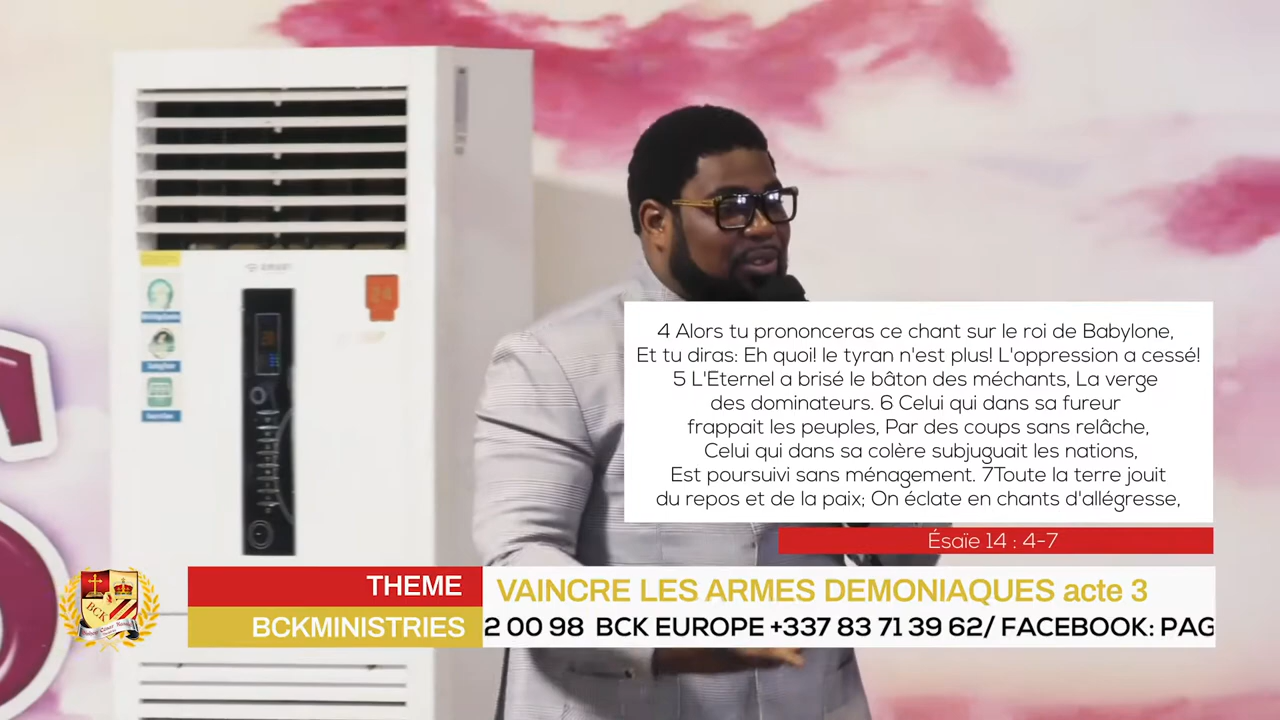 24
4 Alors tu prononceras ce chant sur le roi de Babylone,
Et tu diras: Eh quoi! le tyran n'est plus! L'oppression a cessé!
5 L'Eternel a brisé le bâton des méchants, La verge
des dominateurs. 6 Celui qui dans sa fureur
frappait les peuples, Par des coups sans relâche,
Celui qui dans sa colère subjuguait les nations,
Est poursuivi sans ménagement. 7Toute la terre jouit
du repos et de la paix; On éclate en chants d'allégresse,
Ésaïe 14 : 4-7
THEME
VAINCRE LES ARMES DEMONIAQUES acte 3
BCK
BCKMINISTRIES
2 00 98 BCK EUROPE +337 83 71 39 62/ FACEBOOK: PAG